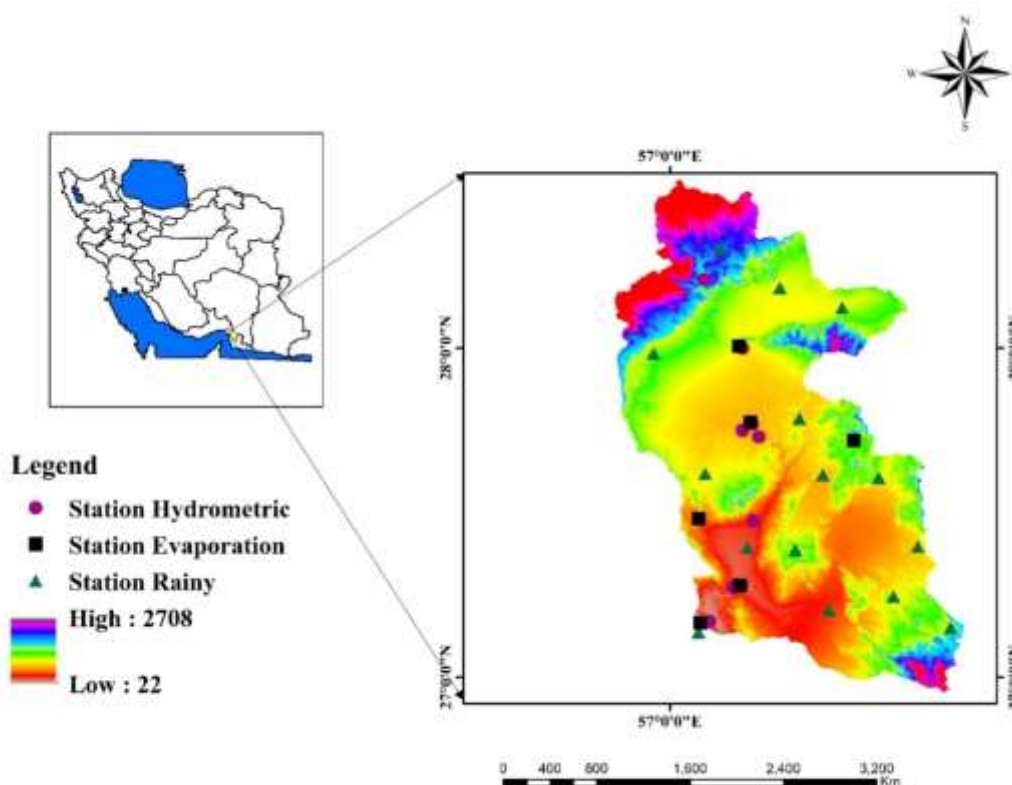 N
W
S
57°0'0"E
28°0'0"N
27°0'0"N
57°0'0"E
Legend
Station Hydrometric
Station Evaporation
Station Rainy
High : 2708
Low : 22
0 400 800 1,600 2,400 3,200
Km